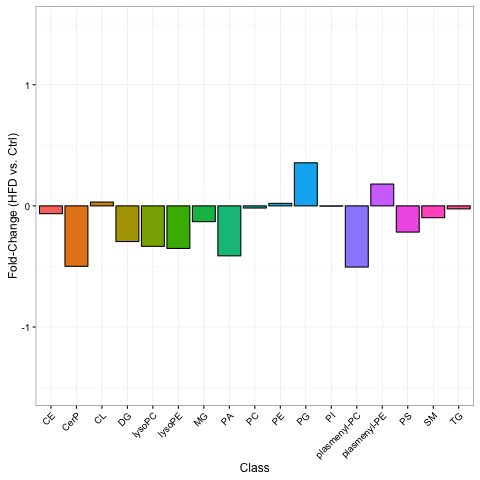 Fold-Change (HFD vs. Ctrl)
1
0
-1
CE
CerP
CL
DG
lysoPC
lysoPE
MG
PA
PC
PE
PG
PI
plasmenyl-PC
plasmenyl-PE
PS
SM
TG
Class